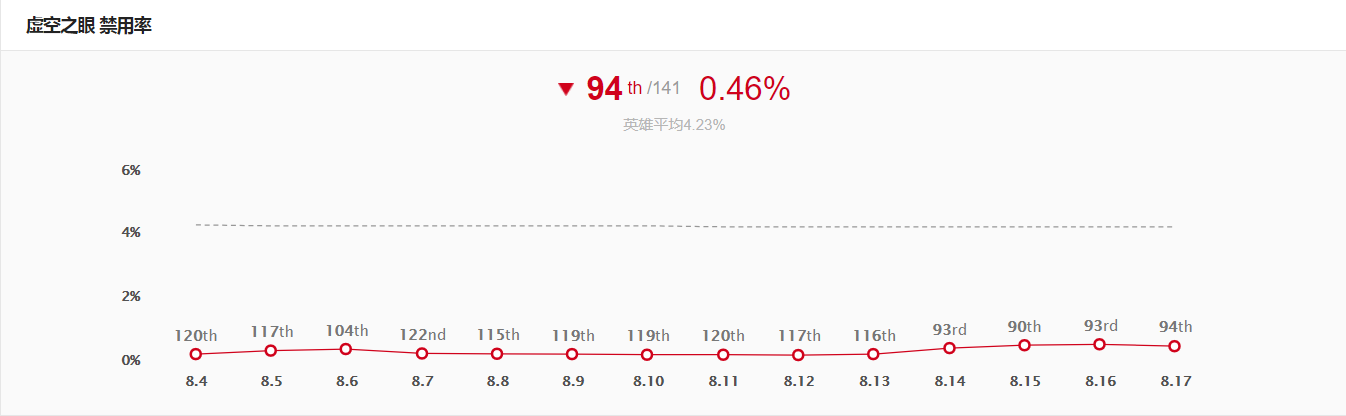 虚空之眼 禁用率
94 th /141 0.46%
英雄平均4.23%
6%
4%
2%
120th 117th 104th 122nd 115th 119th 119th 120th 117th 116th 93rd 90th 93rd 94th
0%
8.4 8.5 8.6 8.7 8.8 8.9 8.10 8.11 8.12 8.13 8.14 8.15 8.16 8.17